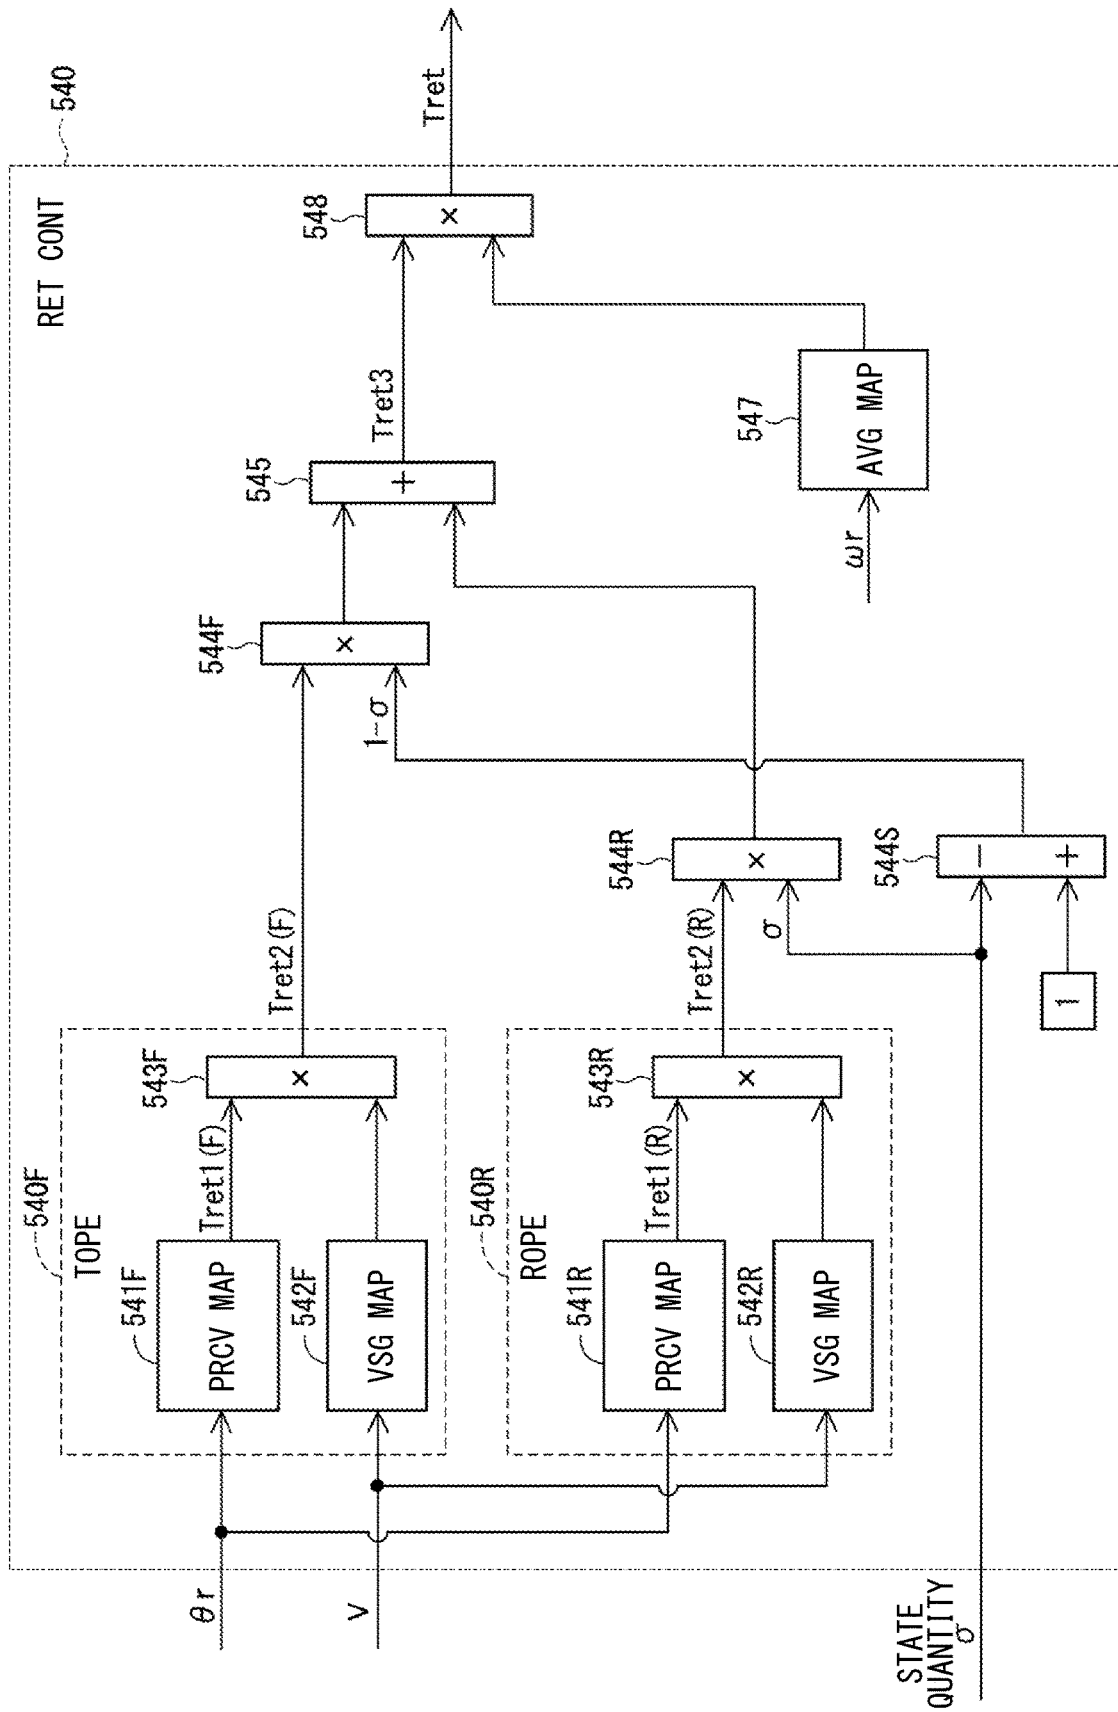 540
RET CONT
540F
TOPE
541F
PRCV MAP
Tret1(F)
543F
×
Tret2(F)
θr
542F
VSG MAP
V
544F
×
1-σ
545
+
Tret3
548
×
Tret
540R
ROPE
541R
PRCV MAP
Tret1(R)
543R
×
Tret2(R)
542R
VSG MAP
544R
×
σ
547
AVG MAP
ωr
544S
-
+
1
STATE
QUANTITY
σ